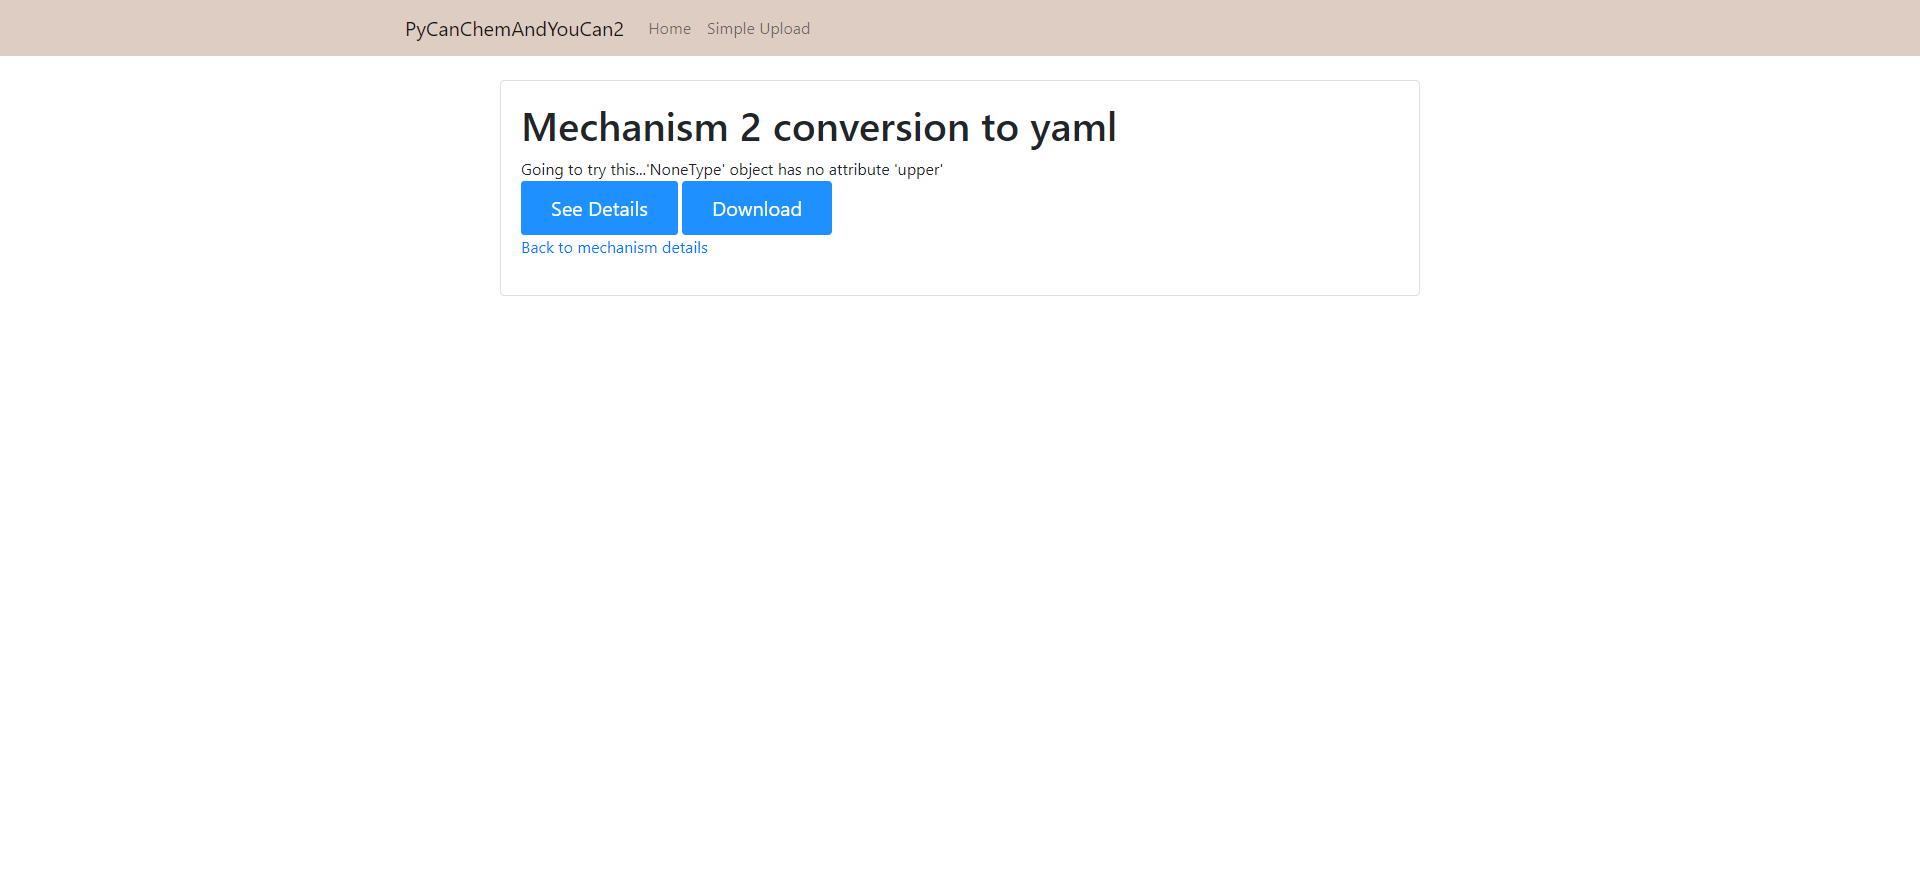 PyCanChemAndYouCan2 Home Simple Upload
Mechanism 2 conversion to yaml
Going to try this...'NoneType' object has no attribute 'upper'
See Details Download
Back to mechanism details